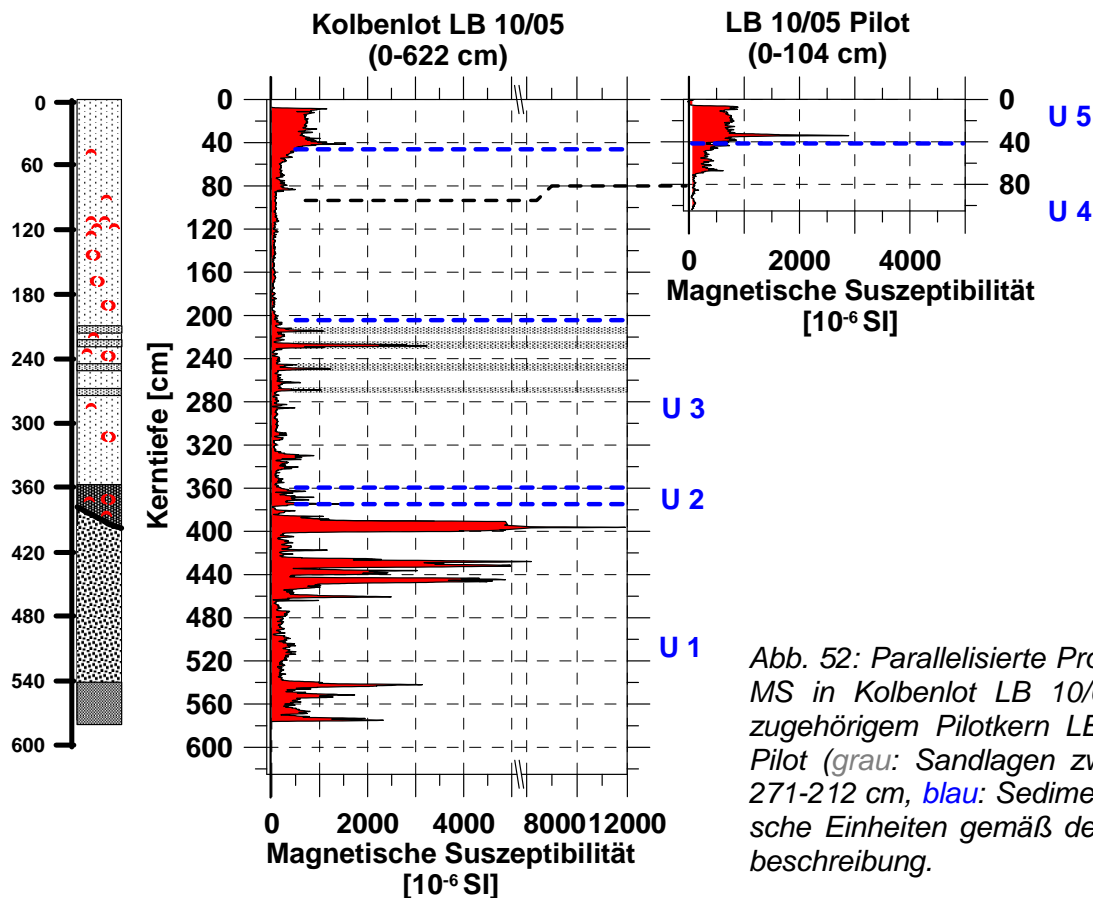 Kolbenlot LB 10/05
(0-622 cm)
LB 10/05 Pilot
(0-104 cm)
0
60
120
180
240
300
360
420
480
540
600
Kerntiefe [cm]
0
40
80
120
160
200
240
280
320
360
400
440
480
520
560
600
0 2000 4000 8000 12000
Magnetische Suszeptibilität
[10-6 SI]
0
40
80
0 2000 4000
Magnetische Suszeptibilität
[10-6 SI]
U 5
U 4
U 3
U 2
U 1
Abb. 52: Parallelisierte Pro
MS in Kolbenlot LB 10/
zugehörigem Pilotkern LB
Pilot (grau: Sandlagen zw
271-212 cm, blau: Sedime
sche Einheiten gemäß de
beschreibung.